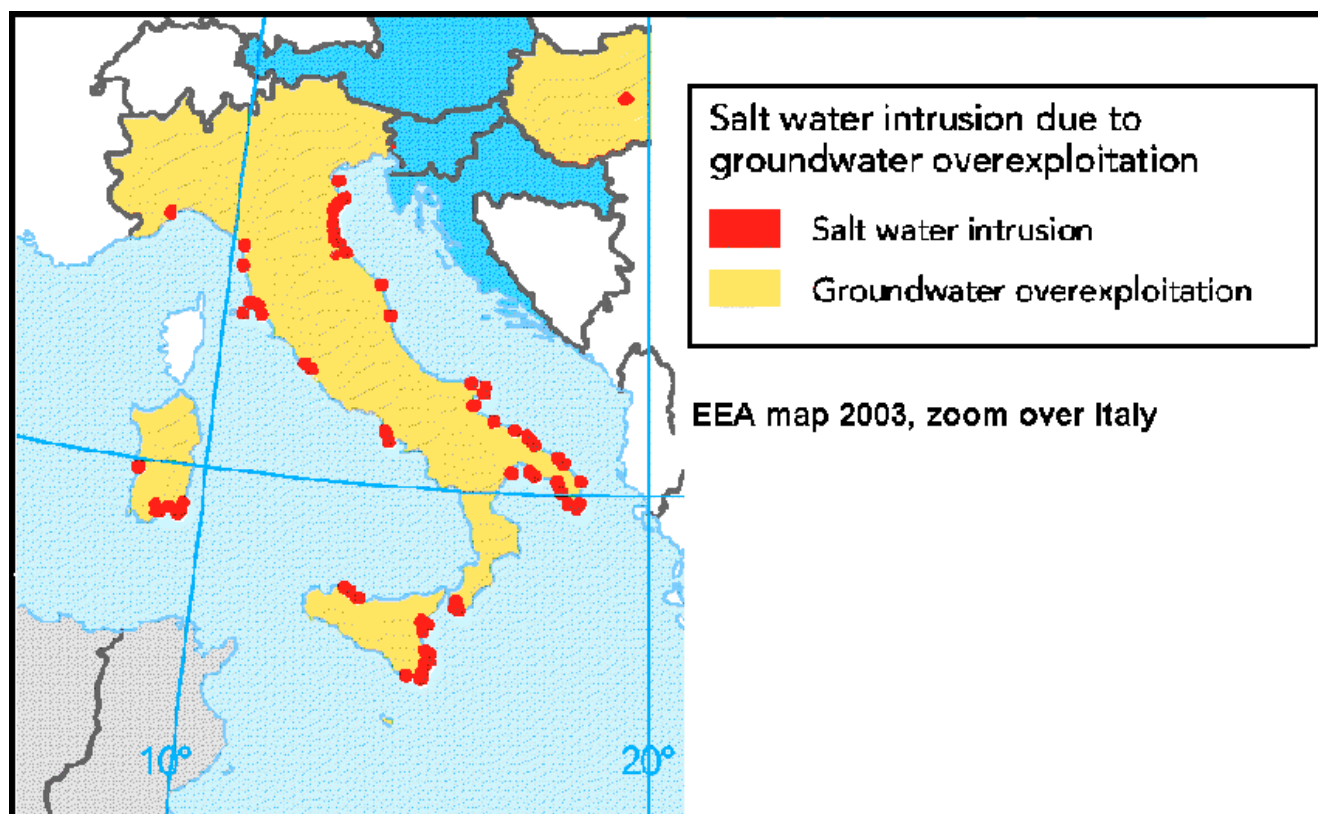 Salt water intrusion due to
groundwater overexploitation
Salt water intrusion
Groundwater overexploitation
EEA map 2003, zoom over Italy
10°
20°